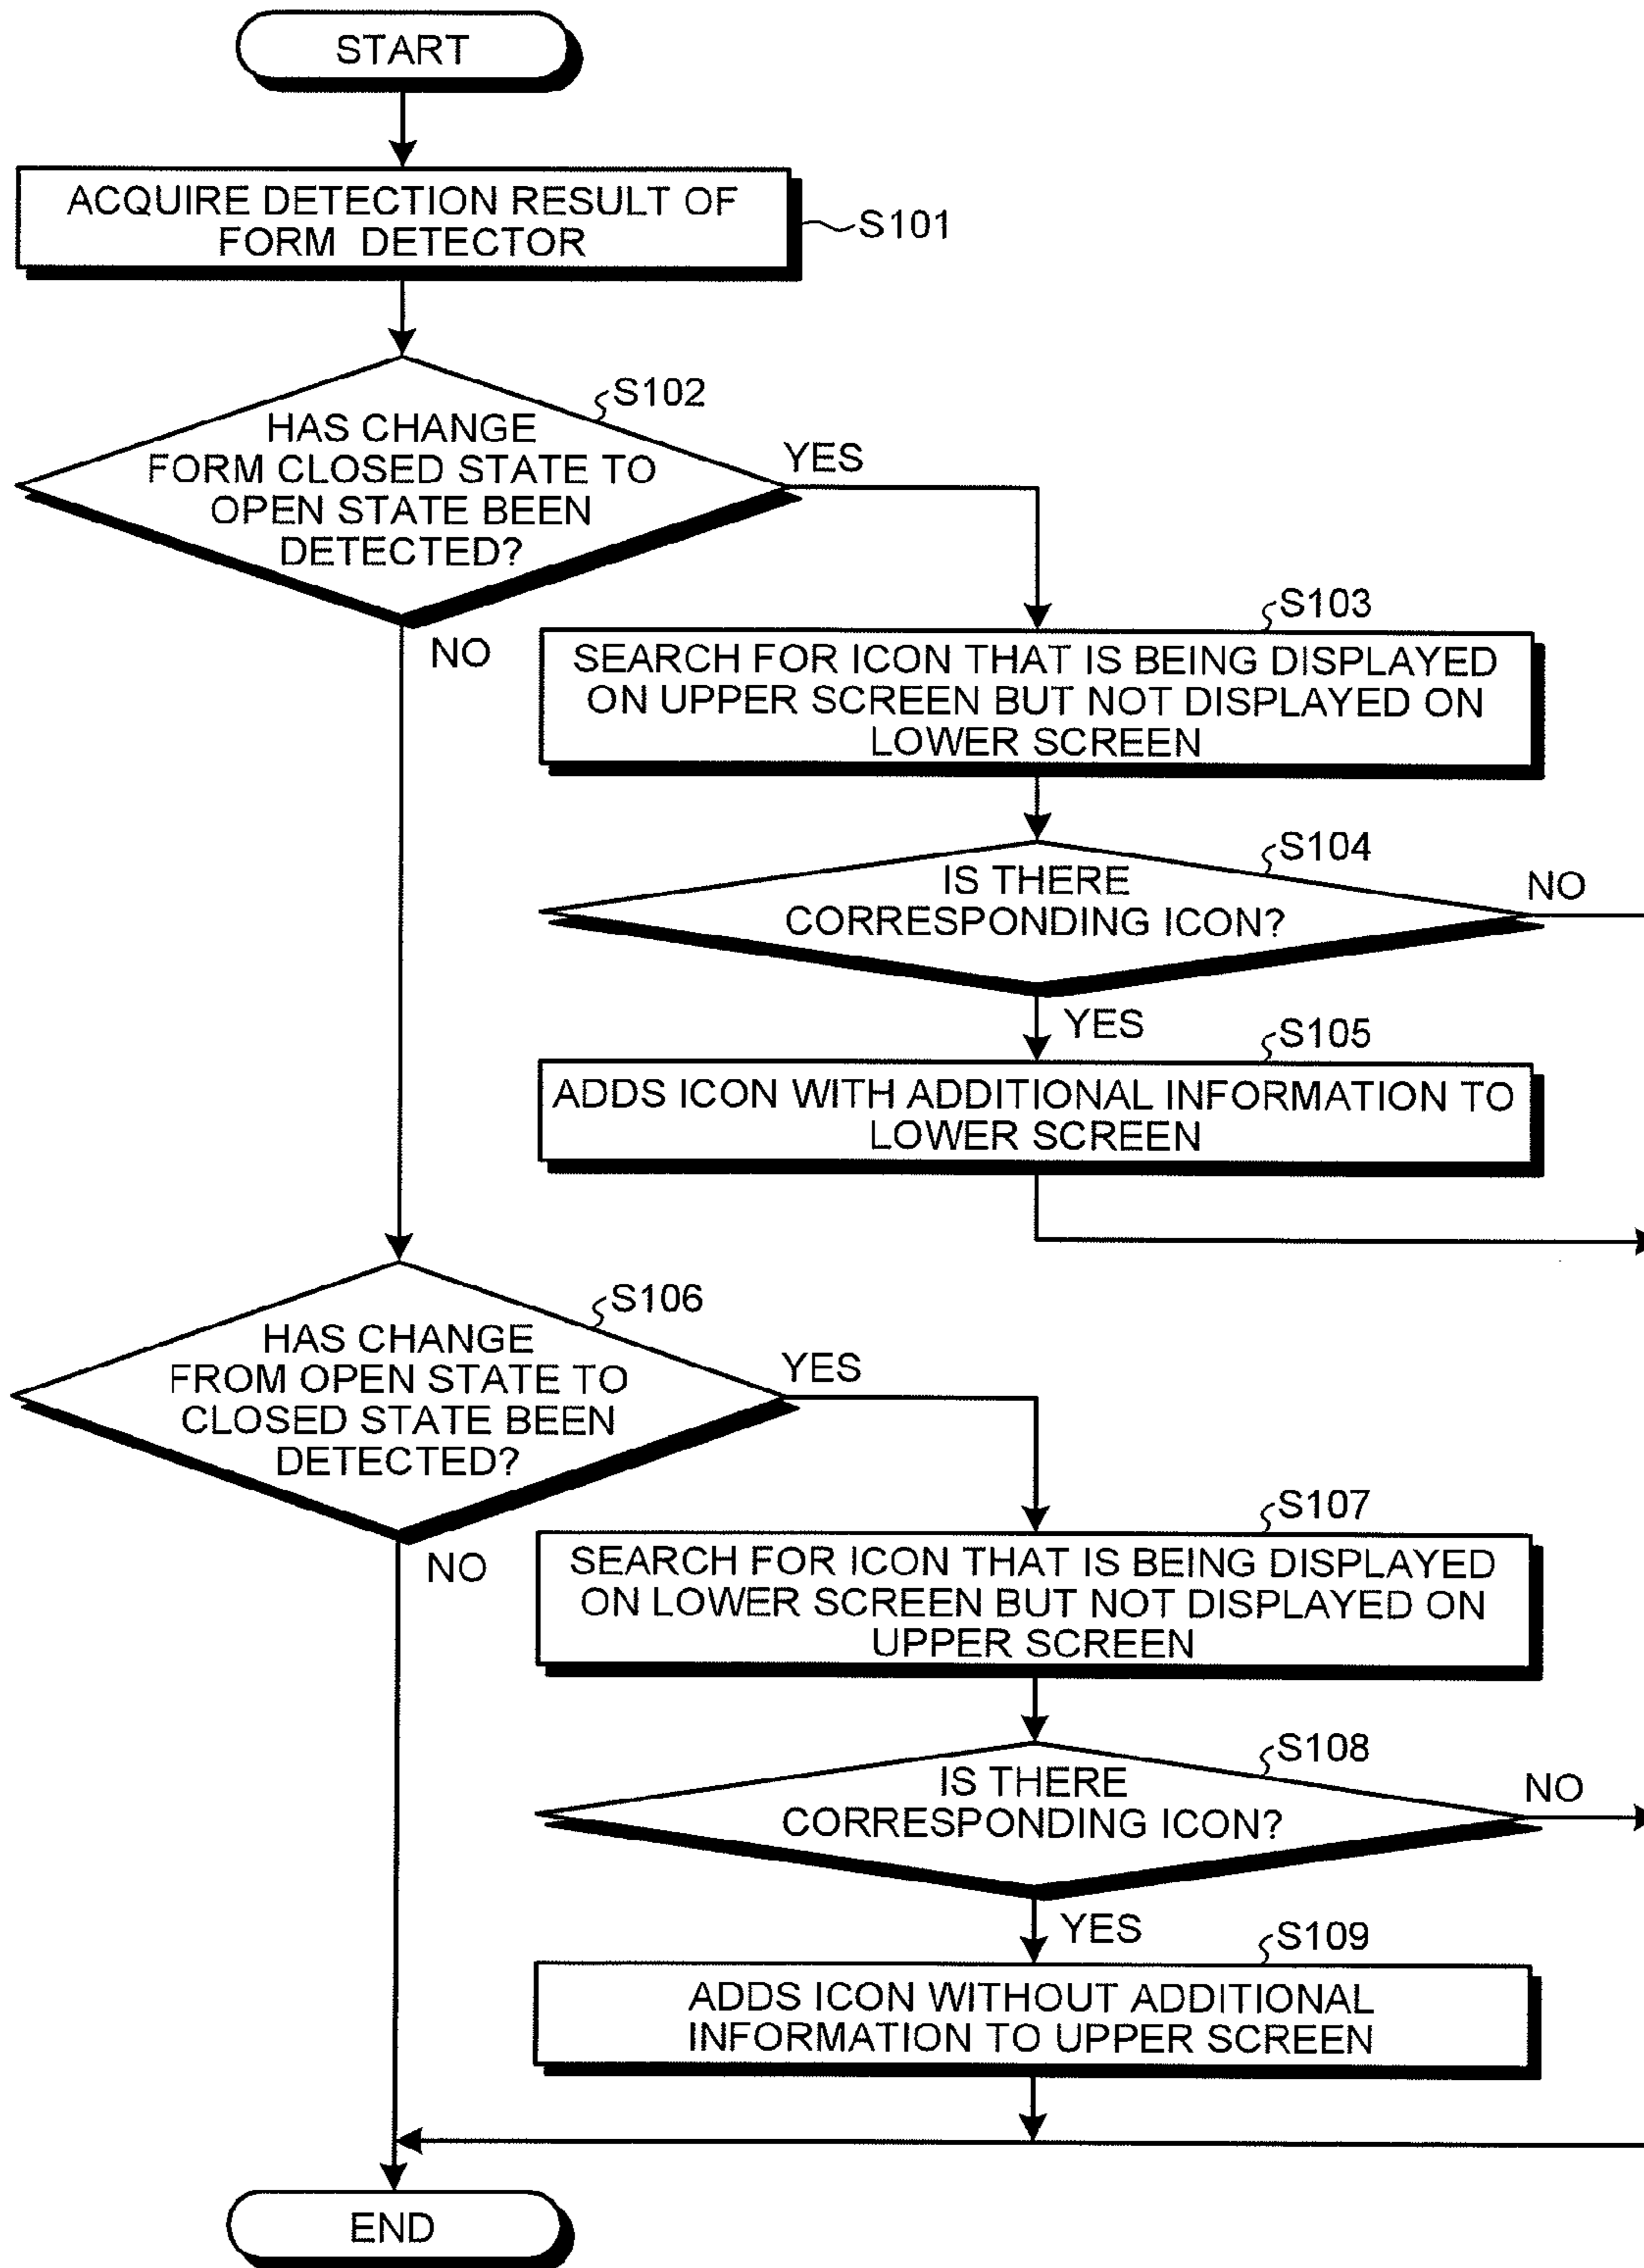 START
ACQUIRE DETECTION RESULT OF
FORM DETECTOR
S101
S102
HAS CHANGE
FORM CLOSED STATE TO
OPEN STATE BEEN
DETECTED?
YES
NO
S103
SEARCH FOR ICON THAT IS BEING DISPLAYED
ON UPPER SCREEN BUT NOT DISPLAYED ON
LOWER SCREEN
S104
IS THERE
CORRESPONDING ICON?
NO
YES
S105
ADDS ICON WITH ADDITIONAL INFORMATION TO
LOWER SCREEN
S106
HAS CHANGE
FROM OPEN STATE TO
CLOSED STATE BEEN
DETECTED?
YES
NO
S107
SEARCH FOR ICON THAT IS BEING DISPLAYED
ON LOWER SCREEN BUT NOT DISPLAYED ON
UPPER SCREEN
S108
IS THERE
CORRESPONDING ICON?
NO
YES
S109
ADDS ICON WITHOUT ADDITIONAL
INFORMATION TO UPPER SCREEN
END